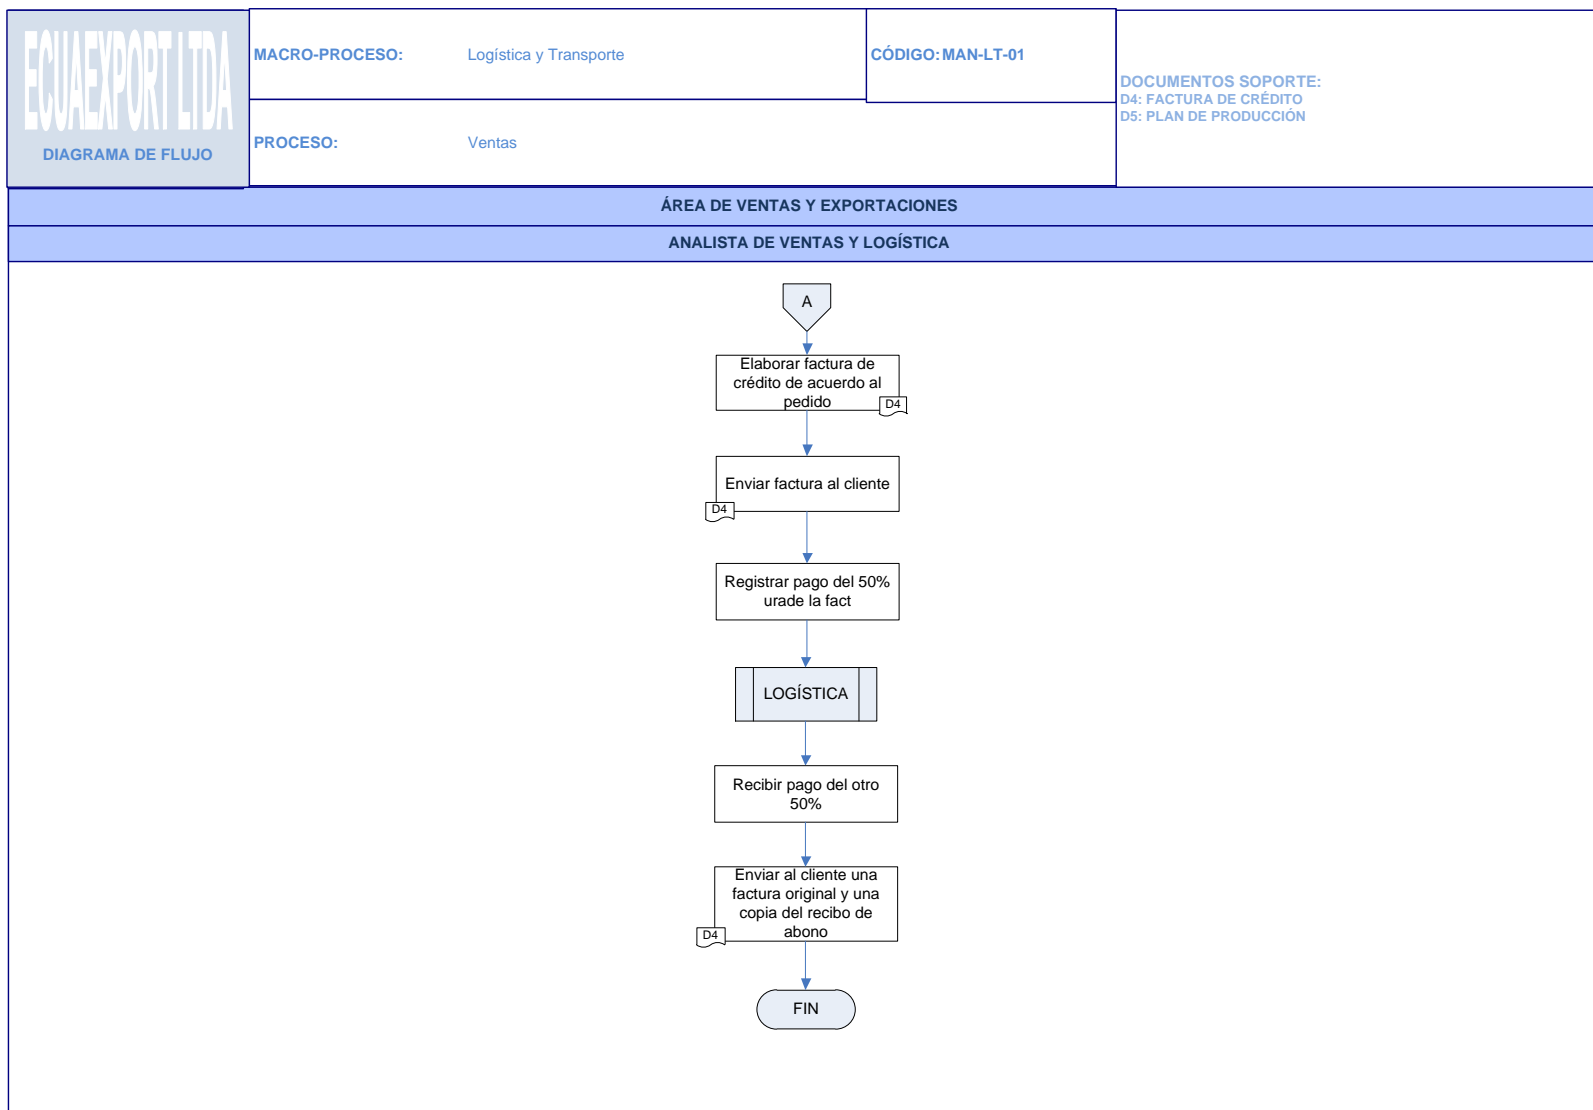 ECUAEXPORT LTDA
DIAGRAMA DE FLUJO
MACRO-PROCESO: Logística y Transporte
CÓDIGO: MAN-LT-01
PROCESO: Ventas
DOCUMENTOS SOPORTE:
D4: FACTURA DE CRÉDITO
D5: PLAN DE PRODUCCIÓN
ÁREA DE VENTAS Y EXPORTACIONES
ANALISTA DE VENTAS Y LOGÍSTICA
A
Elaborar factura de
crédito de acuerdo al
pedido
D4
Enviar factura al cliente
D4
Registrar pago del 50%
urade la fact
LOGÍSTICA
Recibir pago del otro
50%
Enviar al cliente una
factura original y una
copia del recibo de
abono
D4
FIN